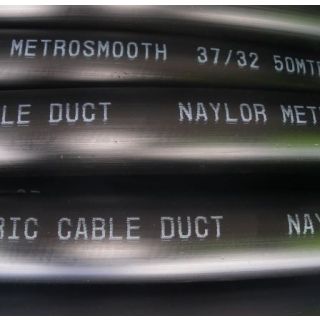 METROSMOOTH 37/32 50MTR
LE DUCT NAYLOR MET
RIC CABLE DUCT NAY